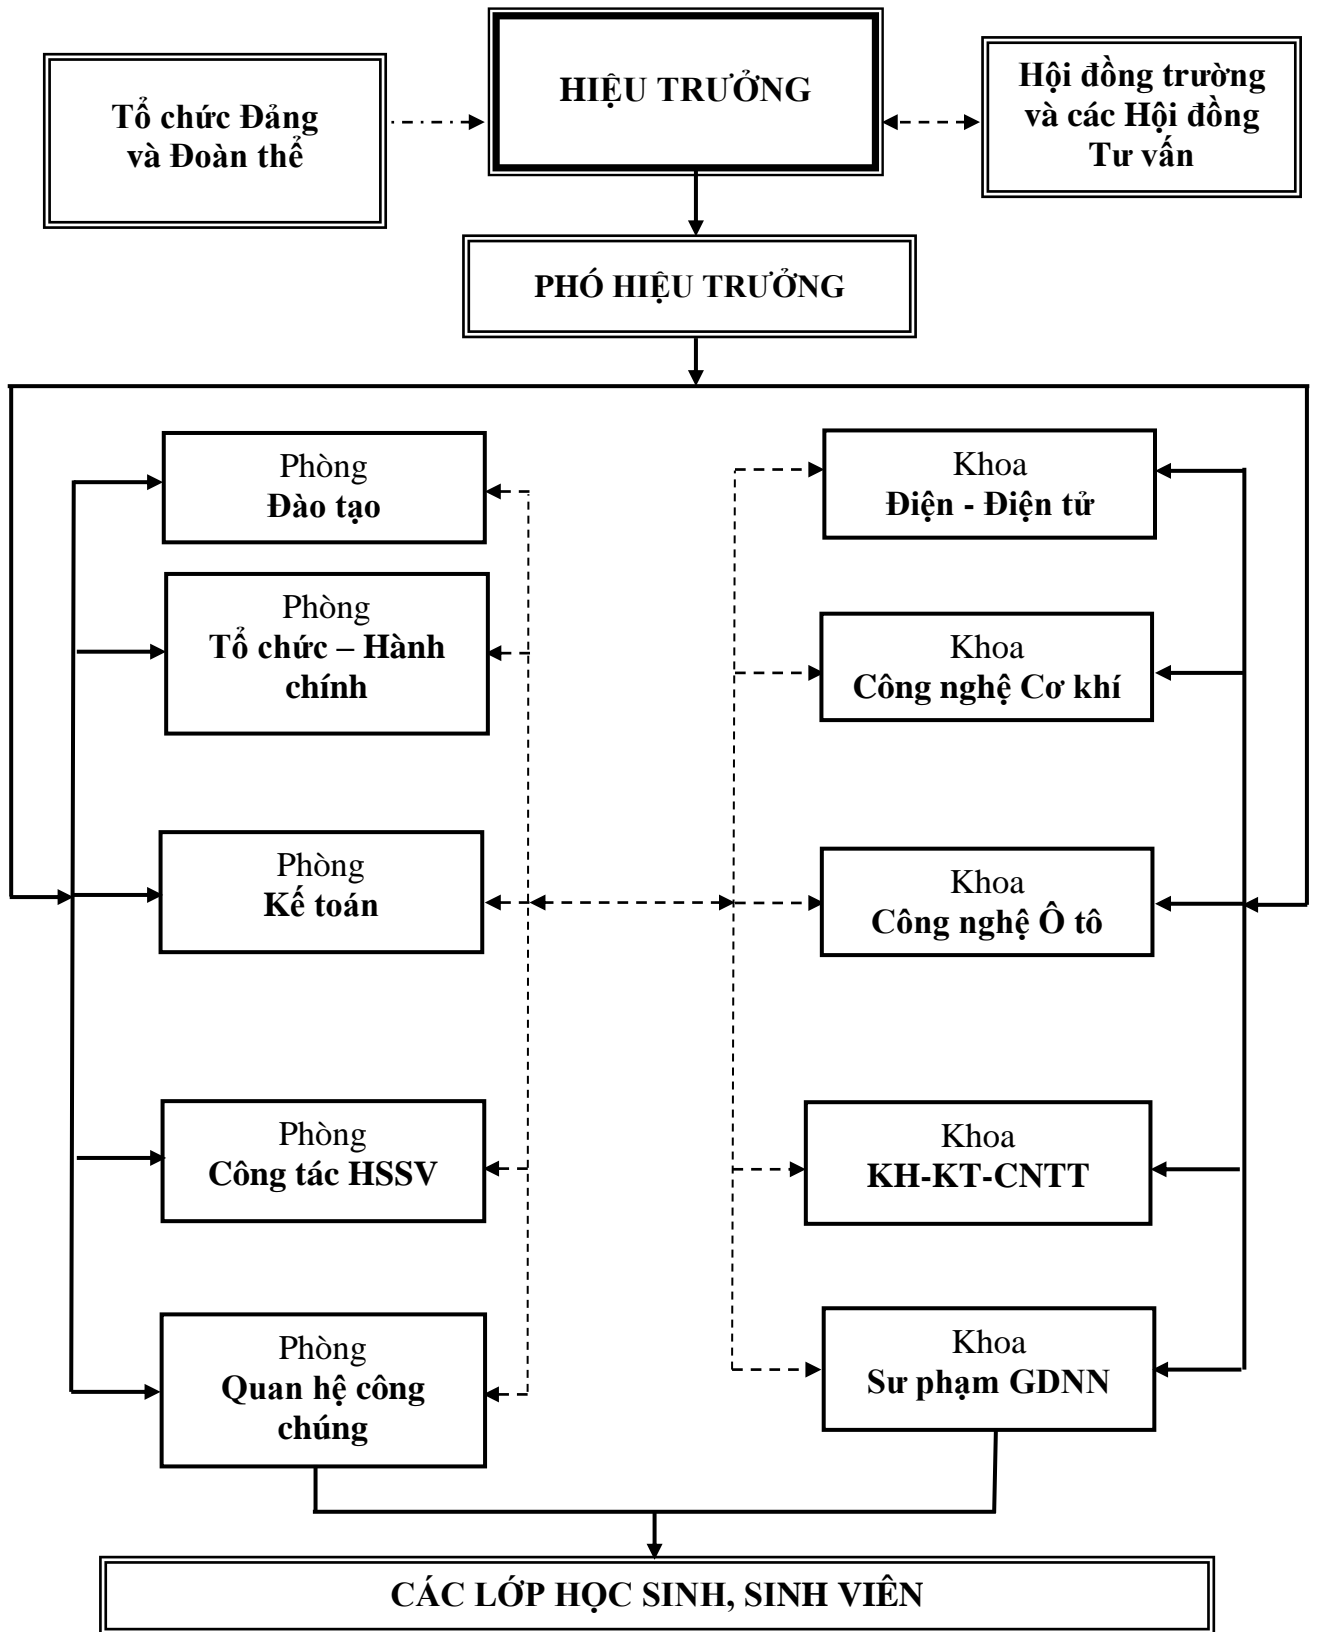 Tổ chức Đảng
và Đoàn thể
HIỆU TRƯỞNG
Hội đồng trường
và các Hội đồng
Tư vấn
PHÓ HIỆU TRƯỞNG
Phòng
Đào tạo
Phòng
Tổ chức – Hành
chính
Phòng
Kế toán
Phòng
Công tác HSSV
Phòng
Quan hệ công
chúng
Khoa
Điện - Điện tử
Khoa
Công nghệ Cơ khí
Khoa
Công nghệ Ô tô
Khoa
KH-KT-CNTT
Khoa
Sư phạm GDNN
CÁC LỚP HỌC SINH, SINH VIÊN